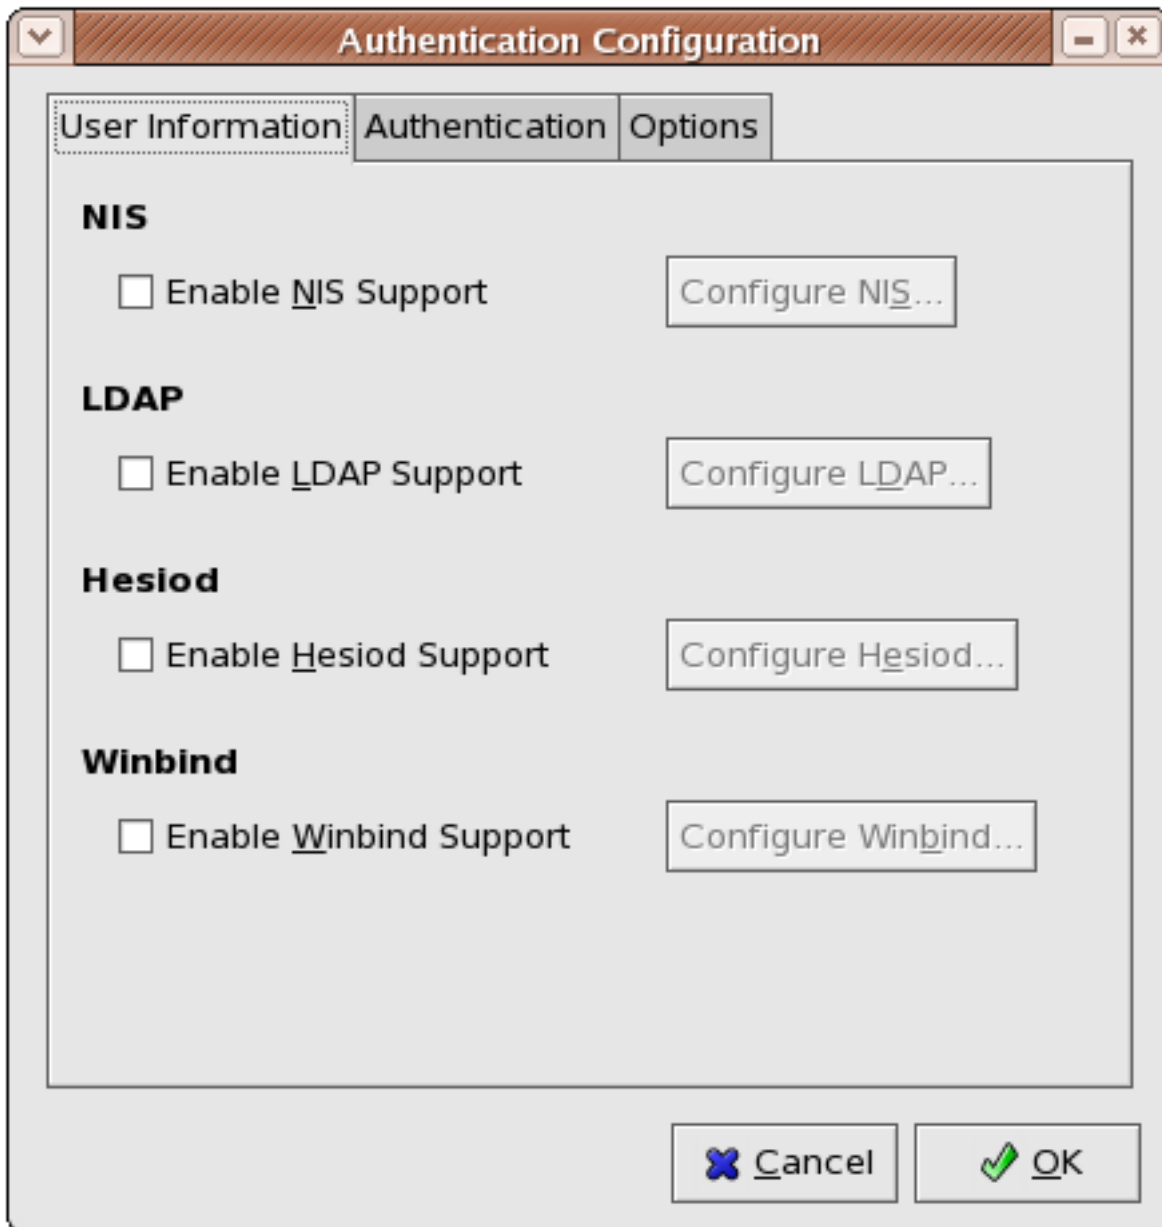 Authentication Configuration
User Information Authentication Options
NIS
Enable NIS Support Configure NIS...
LDAP
Enable LDAP Support Configure LDAP...
Hesiod
Enable Hesiod Support Configure Hesiod...
Winbind
Enable Winbind Support Configure Winbind...
Cancel OK